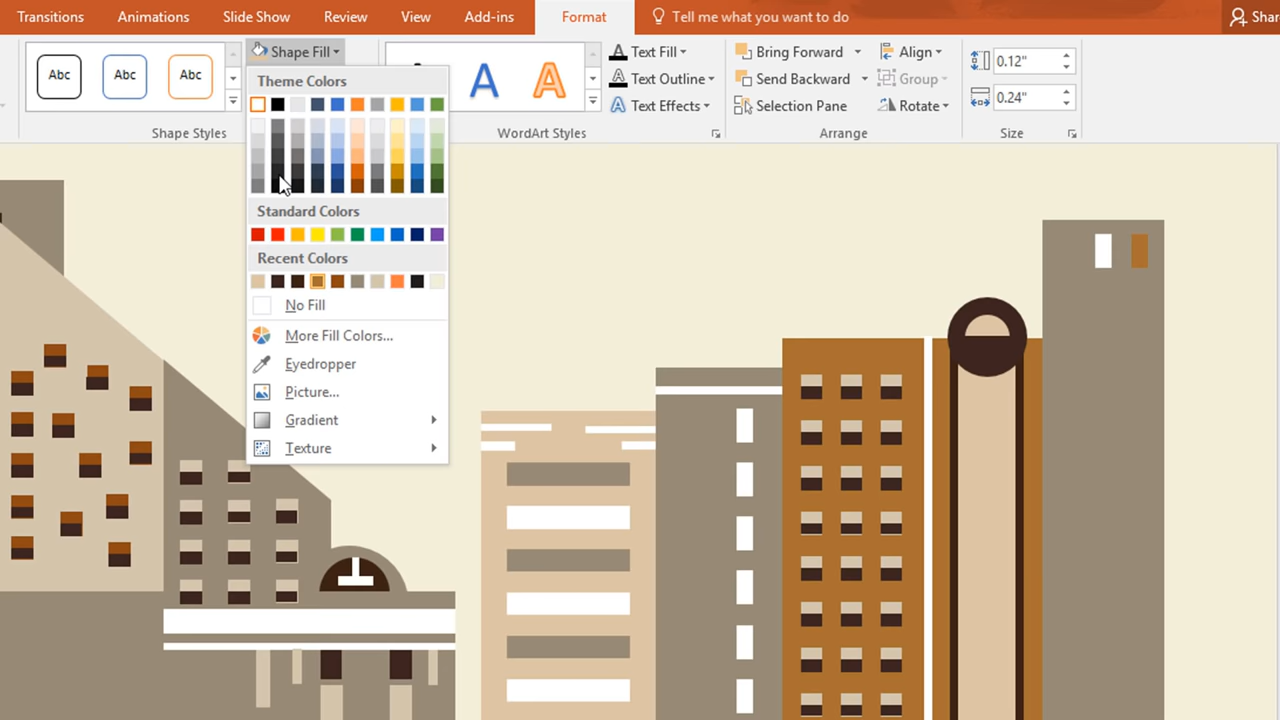 Transitions Animations Slide Show Review View Add-ins Format Tell me what you want to do Shar
Abc Abc Abc
Shape Fill
Theme Colors
Standard Colors
Recent Colors
No Fill
More Fill Colors...
Eyedropper
Picture...
Gradient
Texture
Shape Styles
A A
Text Fill
Text Outline
Text Effects
WordArt Styles
Bring Forward
Send Backward
Selection Pane
Align
Group
Rotate
Arrange
0.12"
0.24"
Size